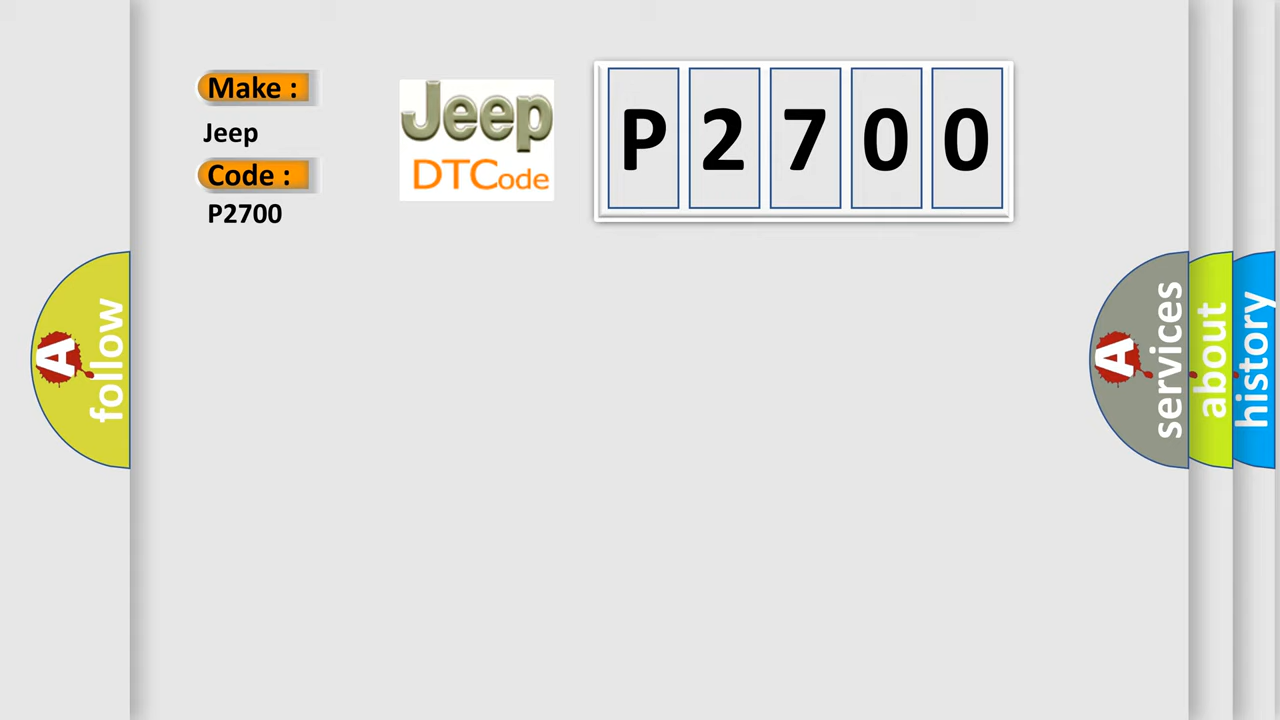 Make :
Jeep
Code :
P2700
Jeep
DTCode
P 2 7 0 0
A follow
A services
about
history